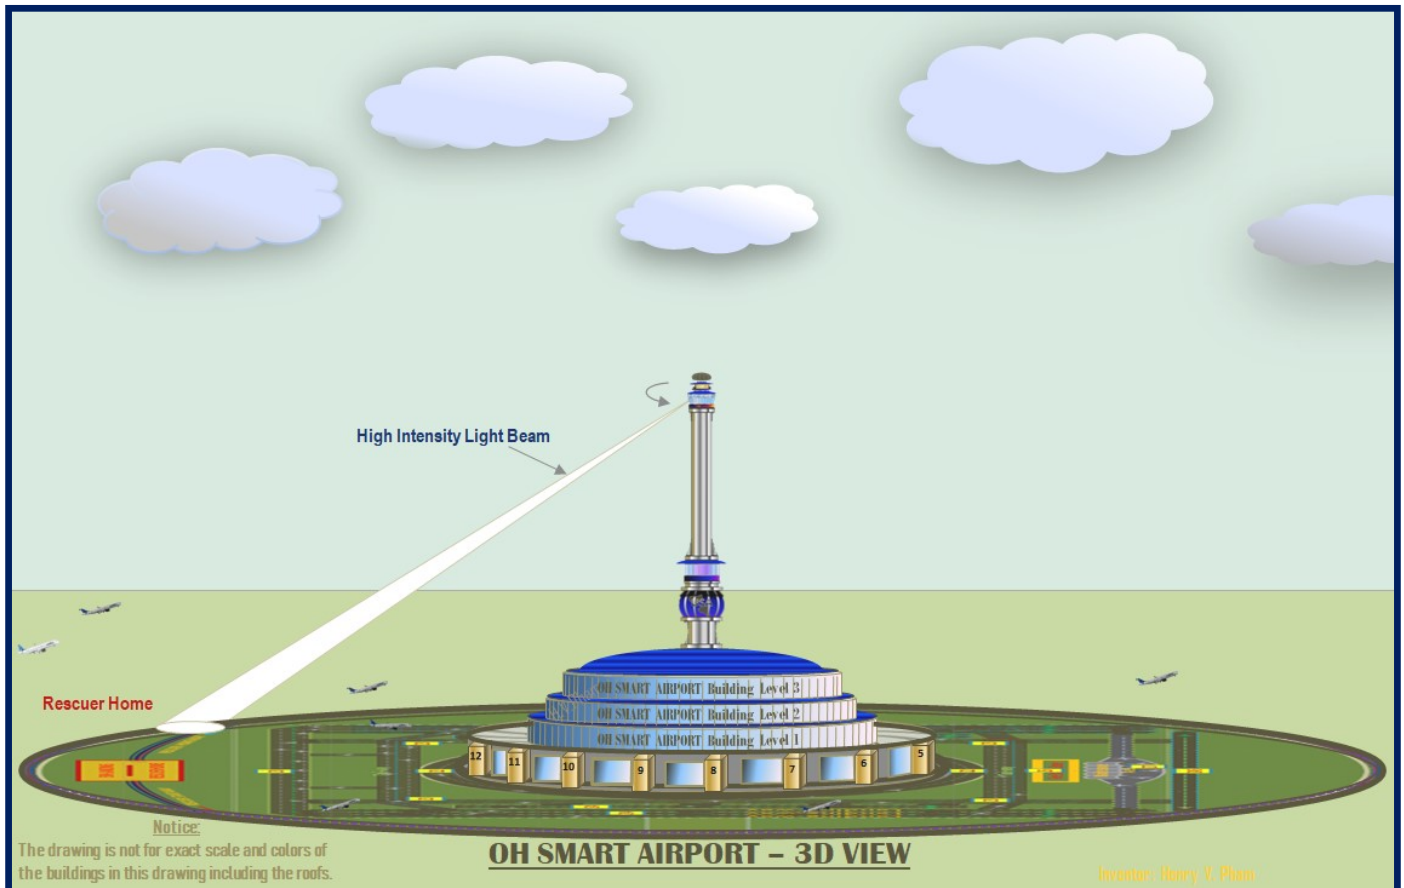 High Intensity Light Beam
Rescuer Home
OH SMART AIRPORT Building Level 3
OH SMART AIRPORT Building Level 2
OH SMART AIRPORT Building Level 1
12
11
10
9
8
7
6
5
Notice:
The drawing is not for exact scale and colors of
the buildings in this drawing including the roofs.
OH SMART AIRPORT – 3D VIEW
Inventor: Henry V. Pham